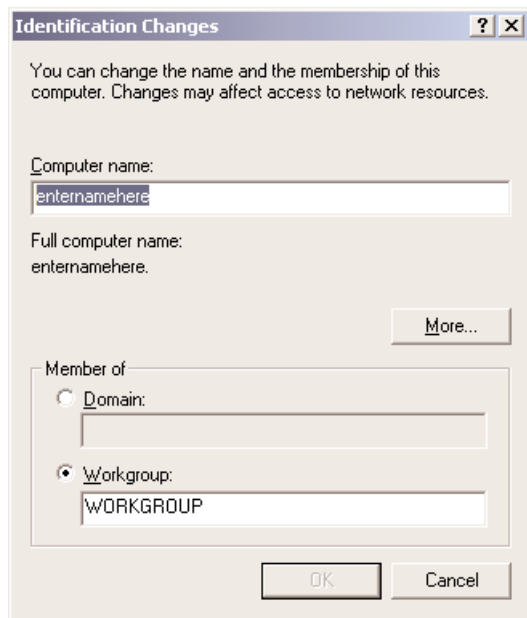 Identification Changes
You can change the name and the membership of this
computer. Changes may affect access to network resources.
Computer name:
enternamehere
Full computer name:
enternamehere.
More...
Member of
Domain:
Workgroup:
WORKGROUP
OK
Cancel